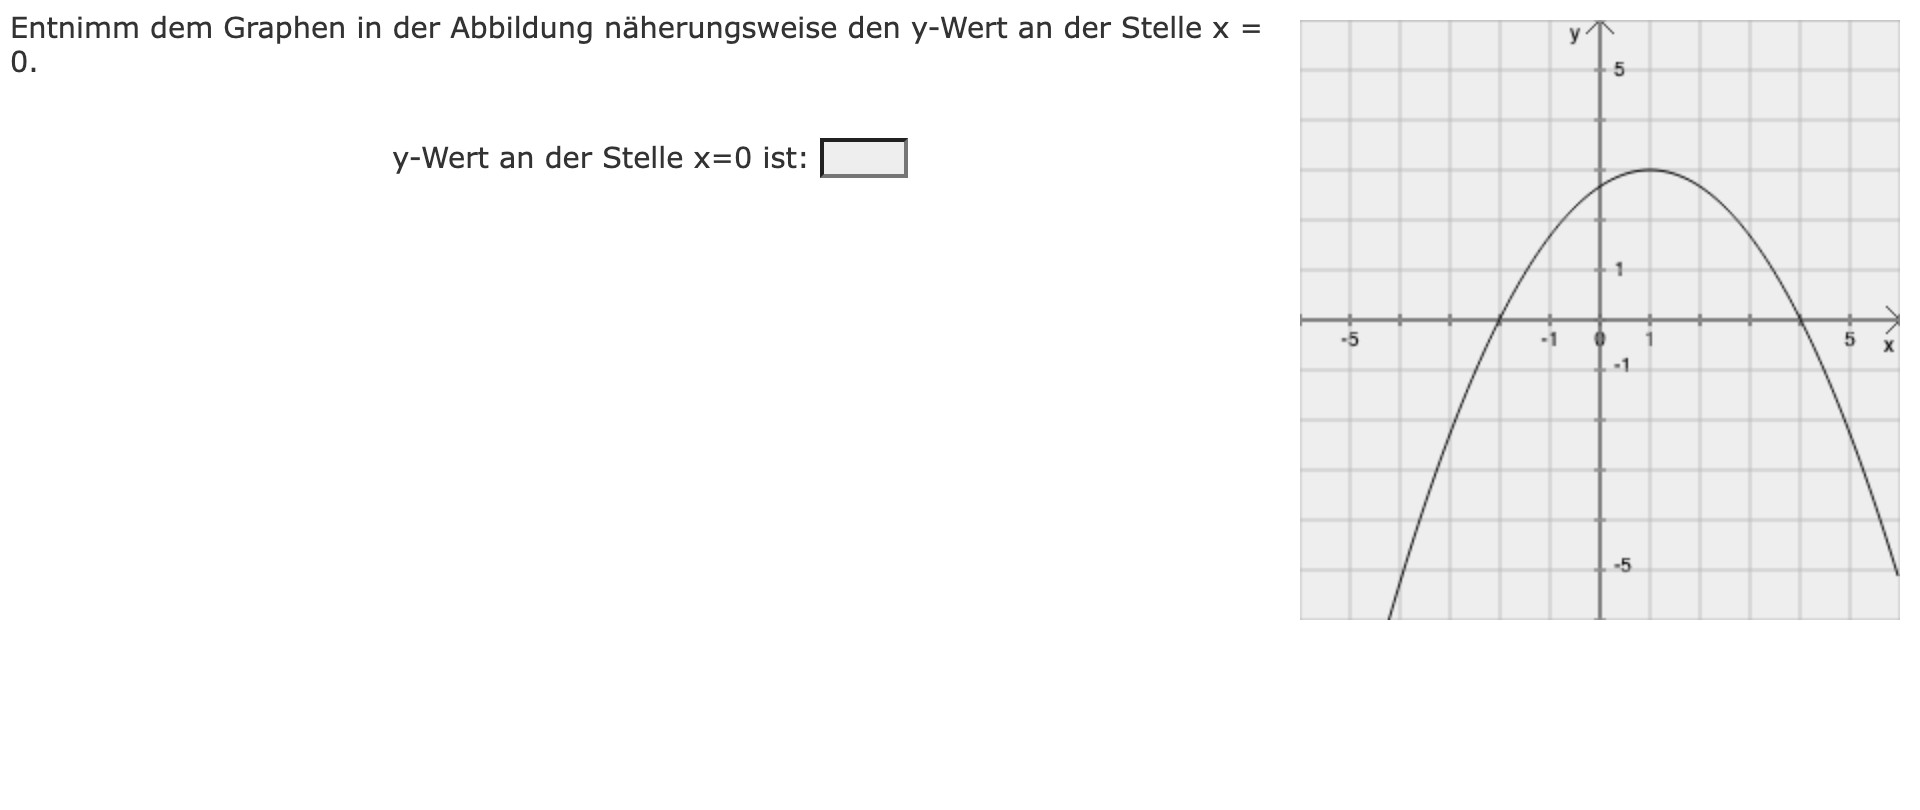 Entnimm dem Graphen in der Abbildung näherungsweise den y-Wert an der Stelle x =
0.
y-Wert an der Stelle x=0 ist:
y
5
1
-5
-1
0
1
5
x
-1
-5